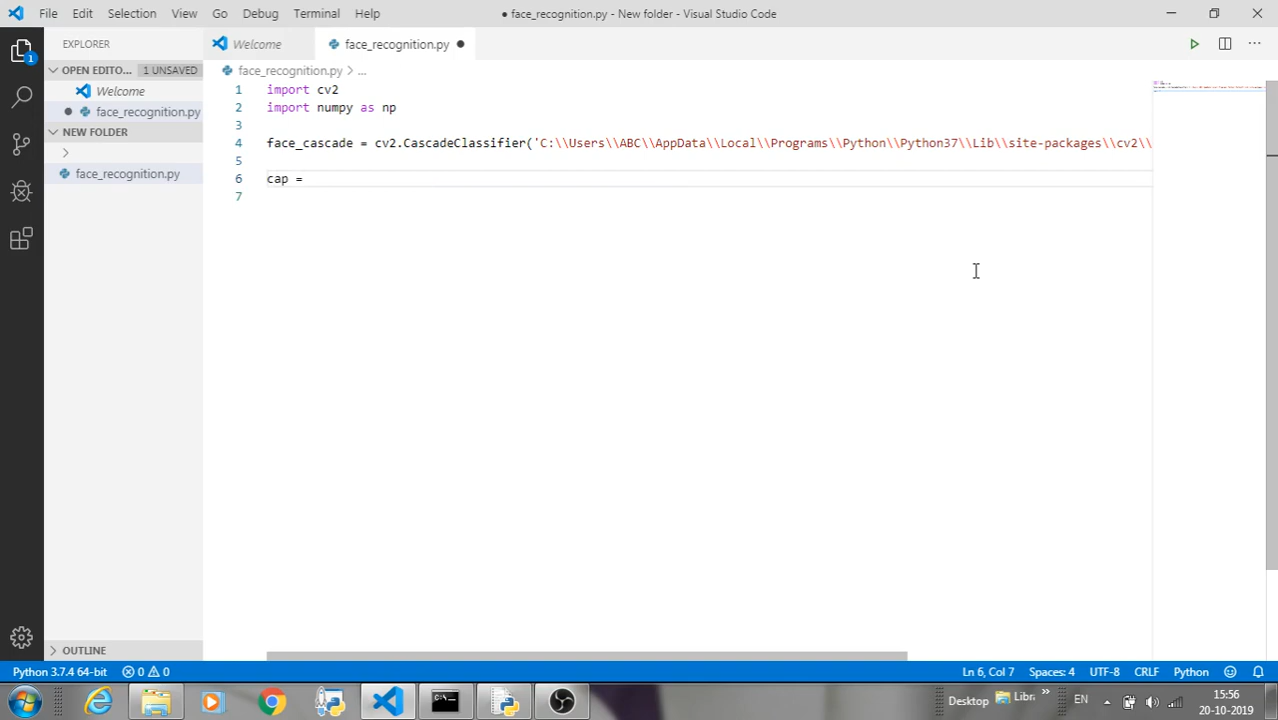 File Edit Selection View Go Debug Terminal Help
● face_recognition.py - New folder - Visual Studio Code
EXPLORER
Welcome
face_recognition.py ●
OPEN EDITO... 1 UNSAVED
face_recognition.py > ...
Welcome
● face_recognition.py
NEW FOLDER
face_recognition.py
1 import cv2
2 import numpy as np
3
4 face_cascade = cv2.CascadeClassifier('C:\\Users\\ABC\\AppData\\Local\\Programs\\Python\\Python37\\Lib\\site-packages\\cv2\\
5
6 cap =
7
OUTLINE
1
Python 3.7.4 64-bit 0 0 Ln 6, Col 7 Spaces: 4 UTF-8 CRLF Python
Desktop Libr » EN 15:56
20-10-2019